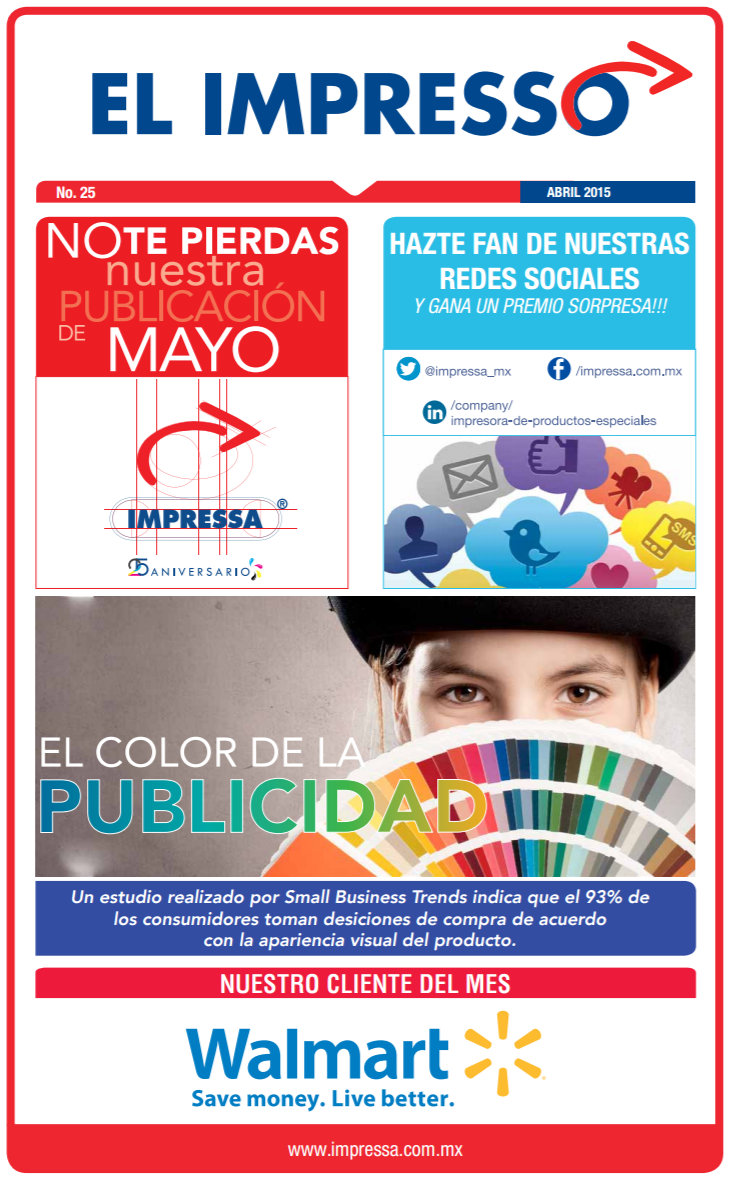 EL IMPRESSO
No. 25
ABRIL 2015
NO TE PIERDAS
nuestra
PUBLICACIÓN
DE MAYO
IMPRESSA®
25 ANIVERSARIO
HAZTE FAN DE NUESTRAS
REDES SOCIALES
Y GANA UN PREMIO SORPRESA!!!
@impressa_mx
/impressa.com.mx
/company/
impresora-de-productos-especiales
SMS
EL COLOR DE LA
PUBLICIDAD
Un estudio realizado por Small Business Trends indica que el 93% de
los consumidores toman desiciones de compra de acuerdo
con la apariencia visual del producto.
NUESTRO CLIENTE DEL MES
Walmart
Save money. Live better.
www.impressa.com.mx